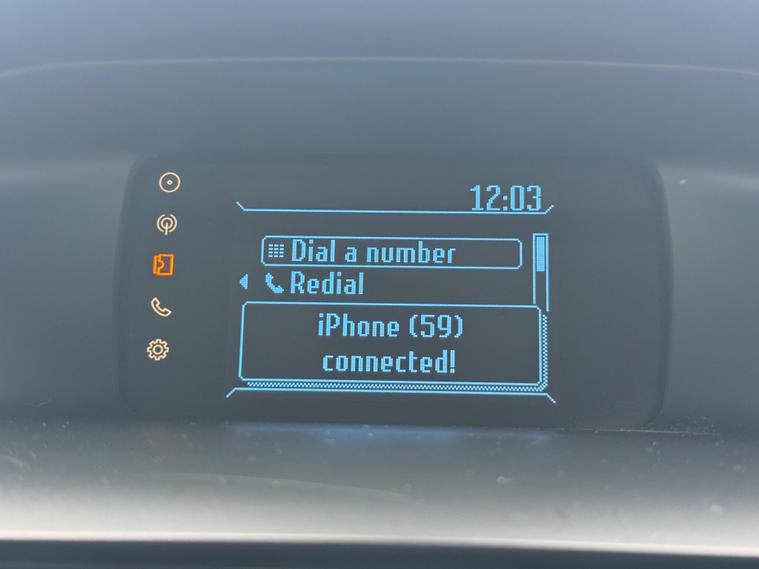 12:03
Dial a number
Redial
iPhone (59)
connected!